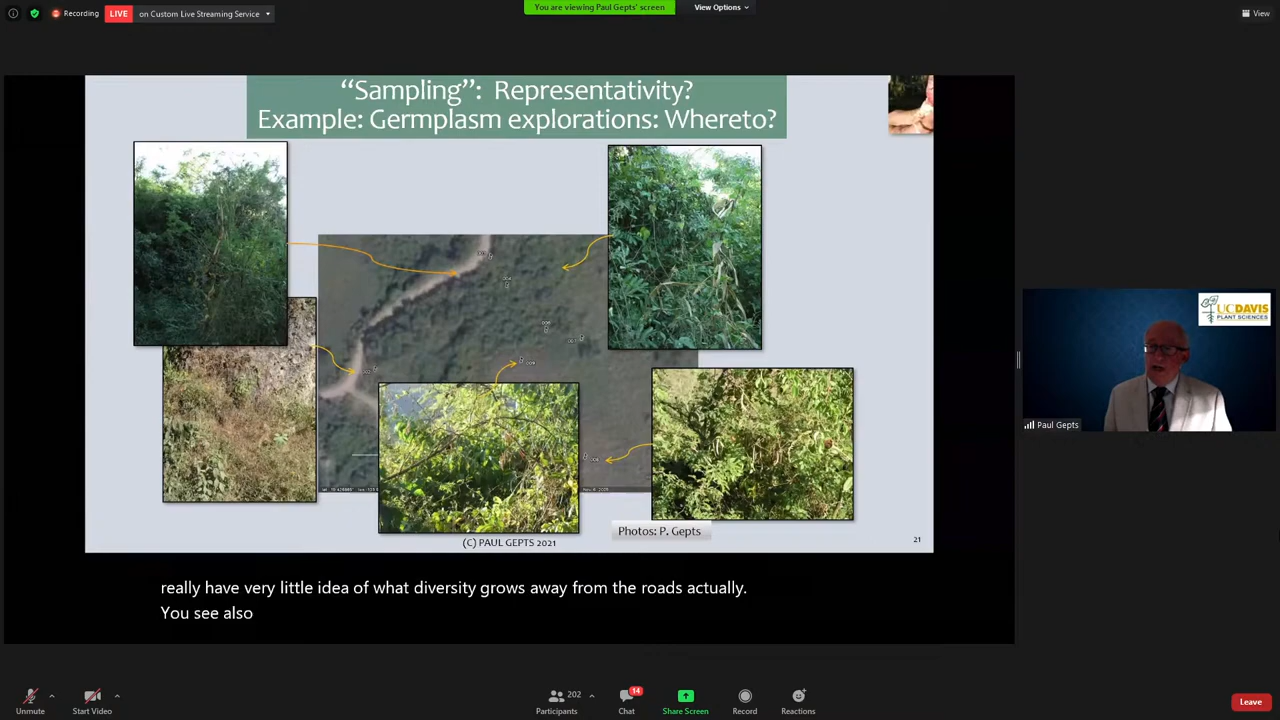 Recording
LIVE
on Custom Live Streaming Service
You are viewing Paul Gepts' screen
View Options
View
“Sampling”: Representativity?
Example: Germplasm explorations: Whereto?
UCDAVIS
PLANT SCIENCES
Paul Gepts
009
Photos: P. Gepts
(C) PAUL GEPTS 2021
21
really have very little idea of what diversity grows away from the roads actually.
You see also
Unmute
Start Video
202
Participants
14
Chat
Share Screen
Record
Reactions
Leave